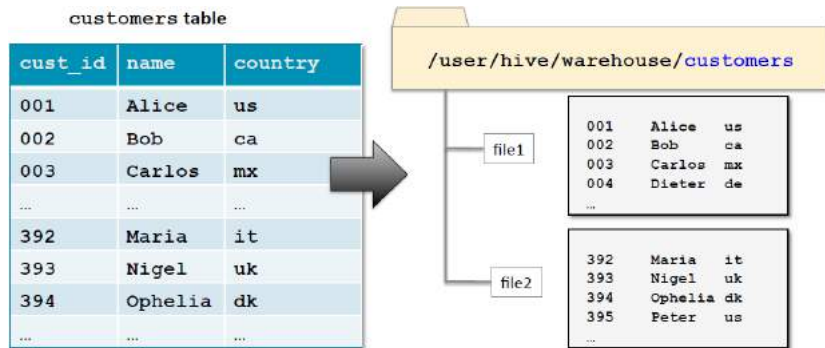 customers table
cust_id name country
001 Alice us
002 Bob ca
003 Carlos mx
... ... ...
392 Maria it
393 Nigel uk
394 Ophelia dk
... ... ...
/user/hive/warehouse/customers
file1
001 Alice us
002 Bob ca
003 Carlos mx
004 Dieter de
...
file2
392 Maria it
393 Nigel uk
394 Ophelia dk
395 Peter us
...